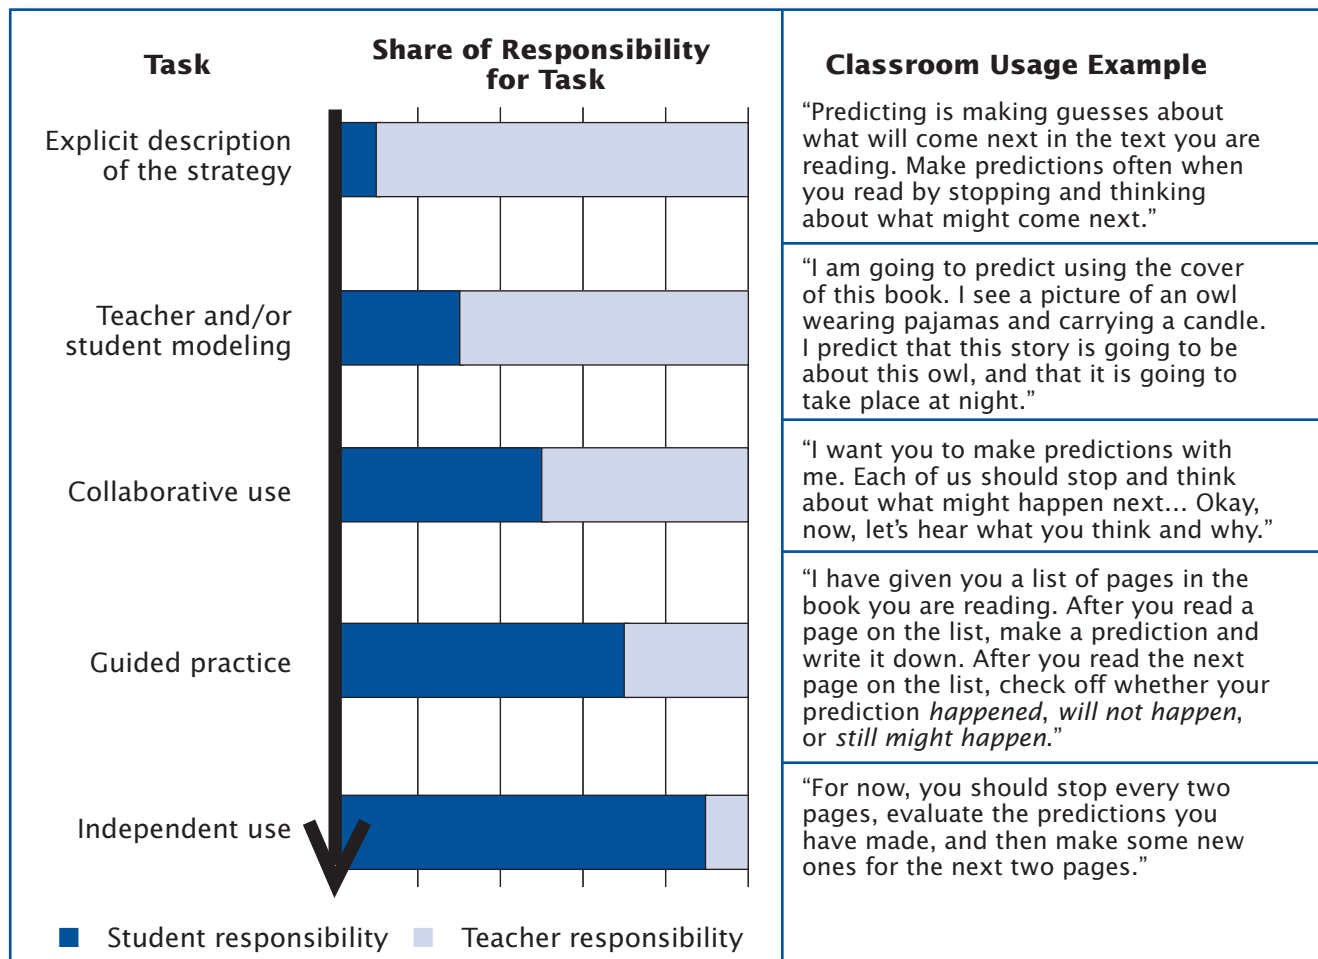 Task
Share of Responsibility
for Task
Classroom Usage Example
Explicit description
of the strategy
“Predicting is making guesses about
what will come next in the text you are
reading. Make predictions often when
you read by stopping and thinking
about what might come next.”
Teacher and/or
student modeling
“I am going to predict using the cover
of this book. I see a picture of an owl
wearing pajamas and carrying a candle.
I predict that this story is going to be
about this owl, and that it is going to
take place at night.”
Collaborative use
“I want you to make predictions with
me. Each of us should stop and think
about what might happen next... Okay,
now, let’s hear what you think and why.”
Guided practice
“I have given you a list of pages in the
book you are reading. After you read a
page on the list, make a prediction and
write it down. After you read the next
page on the list, check off whether your
prediction happened, will not happen,
or still might happen.”
Independent use
“For now, you should stop every two
pages, evaluate the predictions you
have made, and then make some new
ones for the next two pages.”
Student responsibility
Teacher responsibility